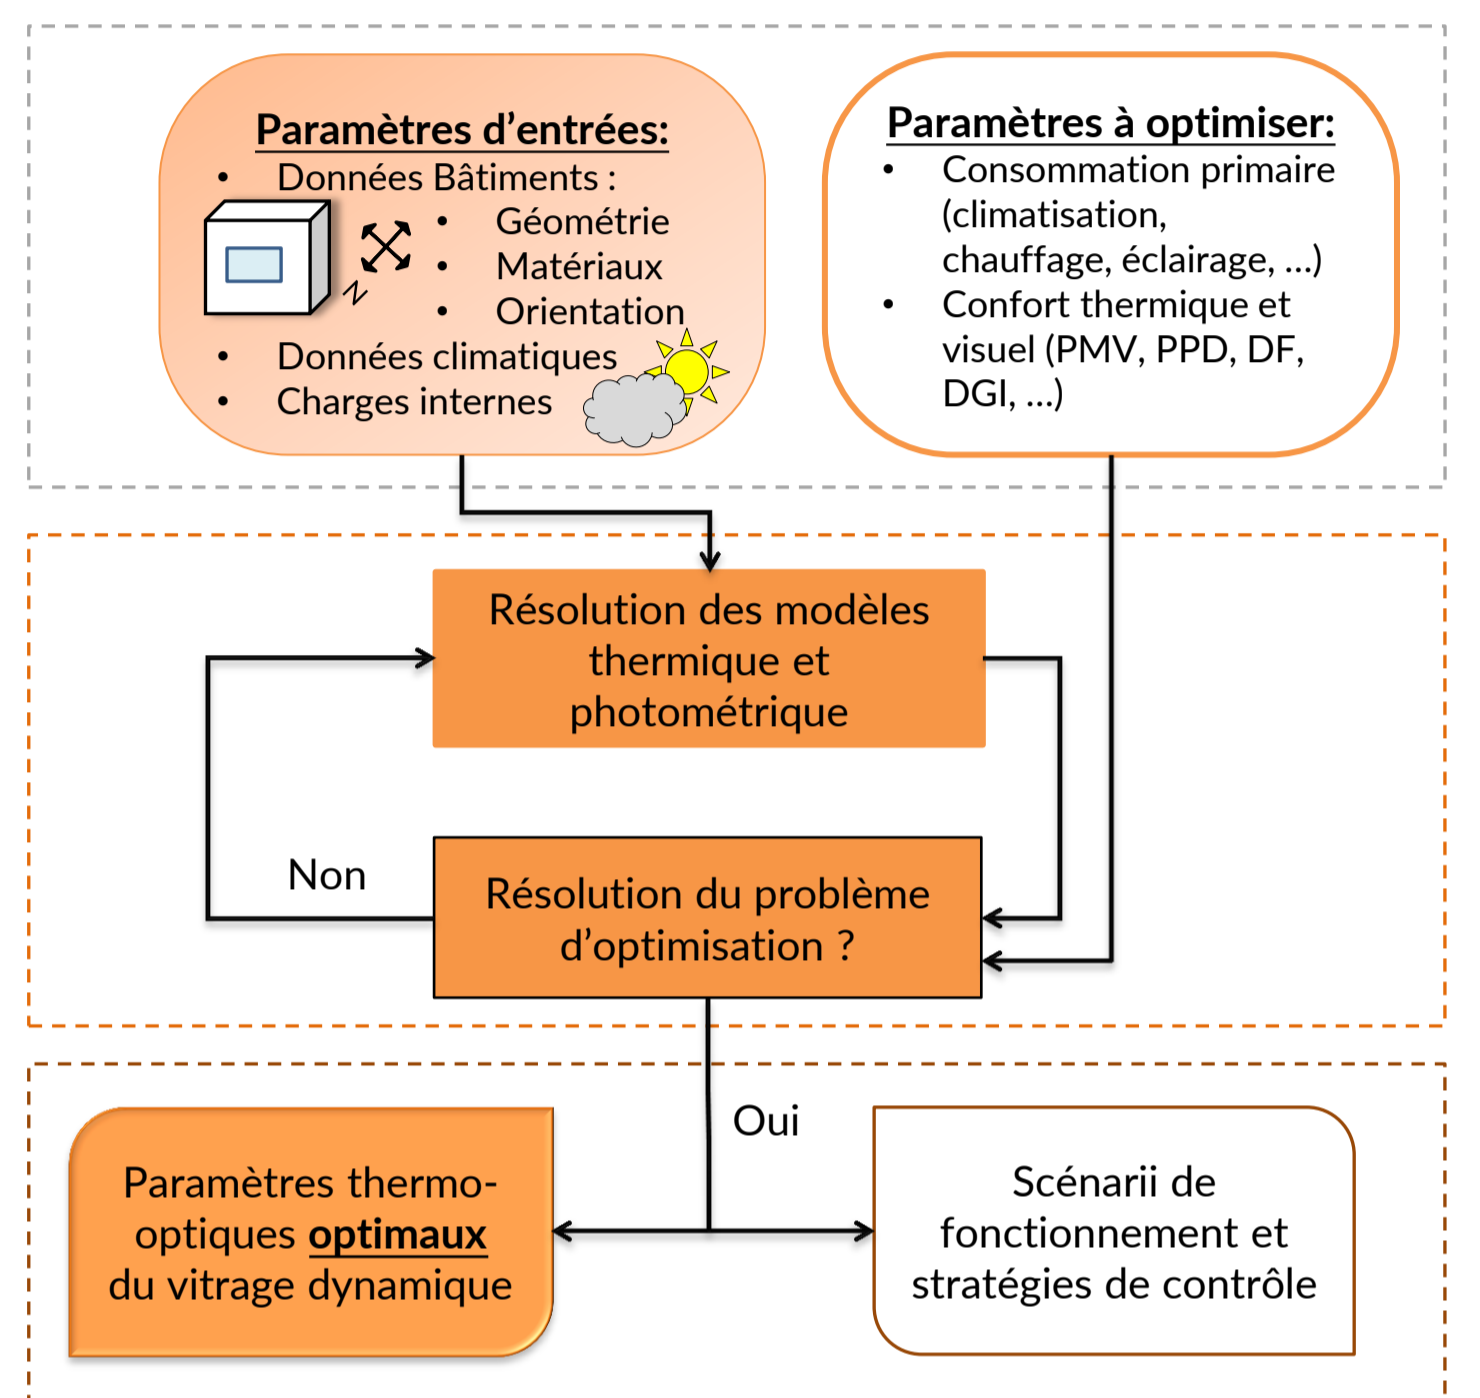 Paramètres d’entrées:
• Données Bâtiments :
• Géométrie
• Matériaux
• Orientation
N
• Données climatiques
• Charges internes
Paramètres à optimiser:
• Consommation primaire
(climatisation,
chauffage, éclairage, ...)
• Confort thermique et
visuel (PMV, PPD, DF,
DGI, ...)
Résolution des modèles
thermique et
photométrique
Non
Résolution du problème
d’optimisation ?
Oui
Paramètres thermo-
optiques optimaux
du vitrage dynamique
Scénarii de
fonctionnement et
stratégies de contrôle